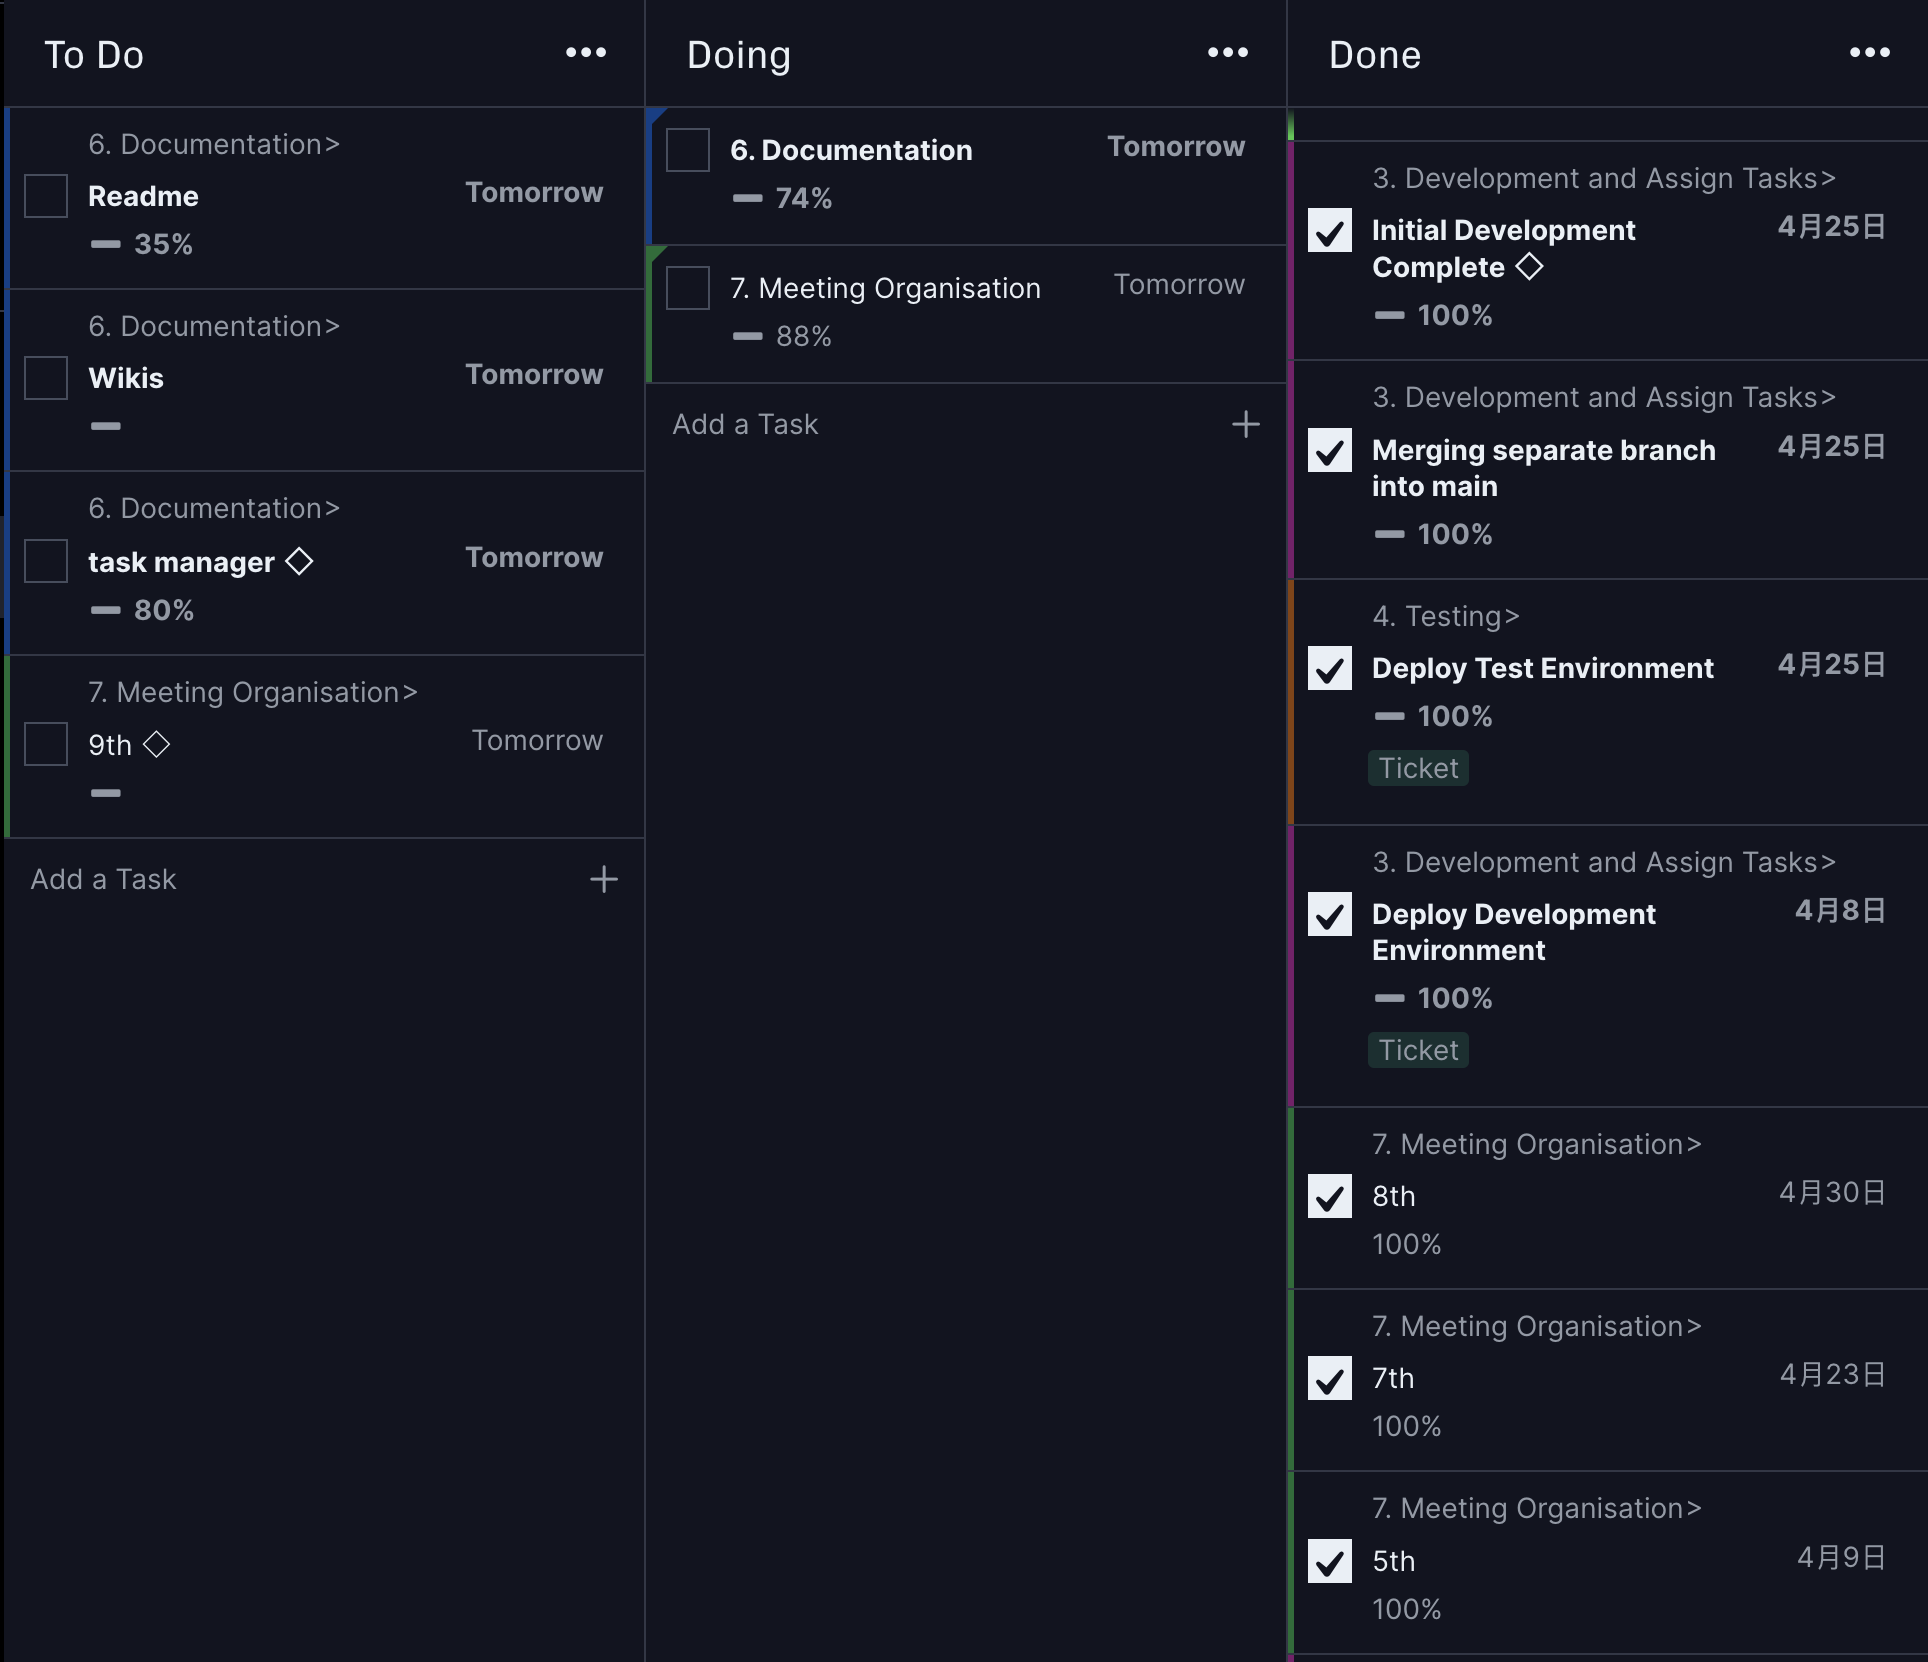 To Do
6. Documentation>
Readme
Tomorrow
35%
6. Documentation>
Wikis
Tomorrow
6. Documentation>
task manager
Tomorrow
80%
7. Meeting Organisation>
9th
Tomorrow
Add a Task
Doing
6. Documentation
Tomorrow
74%
7. Meeting Organisation
Tomorrow
88%
Add a Task
Done
3. Development and Assign Tasks>
Initial Development
Complete
4月25日
100%
3. Development and Assign Tasks>
Merging separate branch
into main
4月25日
100%
4. Testing>
Deploy Test Environment
4月25日
100%
Ticket
3. Development and Assign Tasks>
Deploy Development
Environment
4月8日
100%
Ticket
7. Meeting Organisation>
8th
4月30日
100%
7. Meeting Organisation>
7th
4月23日
100%
7. Meeting Organisation>
5th
4月9日
100%